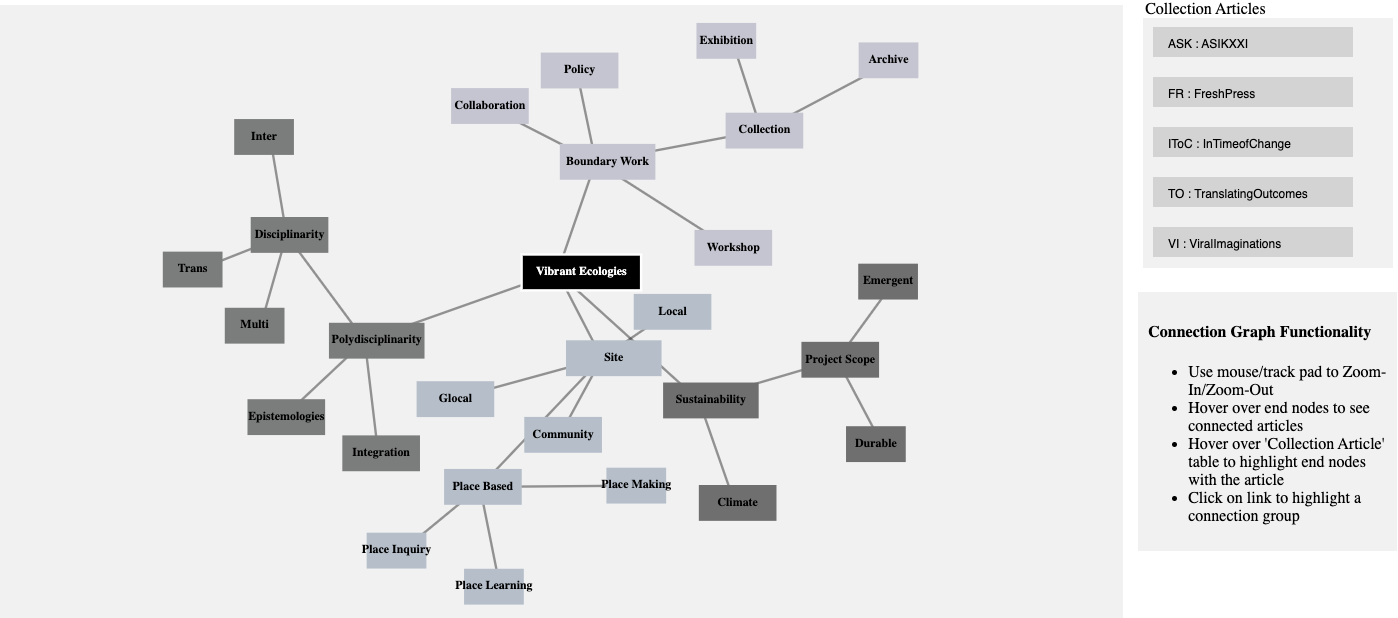 Exhibition
Archive
Policy
Collaboration
Collection
Inter
Boundary Work
Disciplinarity
Workshop
Trans
Vibrant Ecologies
Emergent
Local
Multi
Polydisciplinarity
Site
Project Scope
Glocal
Sustainability
Epistemologies
Community
Durable
Integration
Place Based
Place Making
Climate
Place Inquiry
Place Learning
Collection Articles
ASK : ASIKXXI
FR : FreshPress
IToC : InTimeofChange
TO : TranslatingOutcomes
VI : ViralImaginations
Connection Graph Functionality
• Use mouse/track pad to Zoom-
In/Zoom-Out
• Hover over end nodes to see
connected articles
• Hover over 'Collection Article'
table to highlight end nodes
with the article
• Click on link to highlight a
connection group